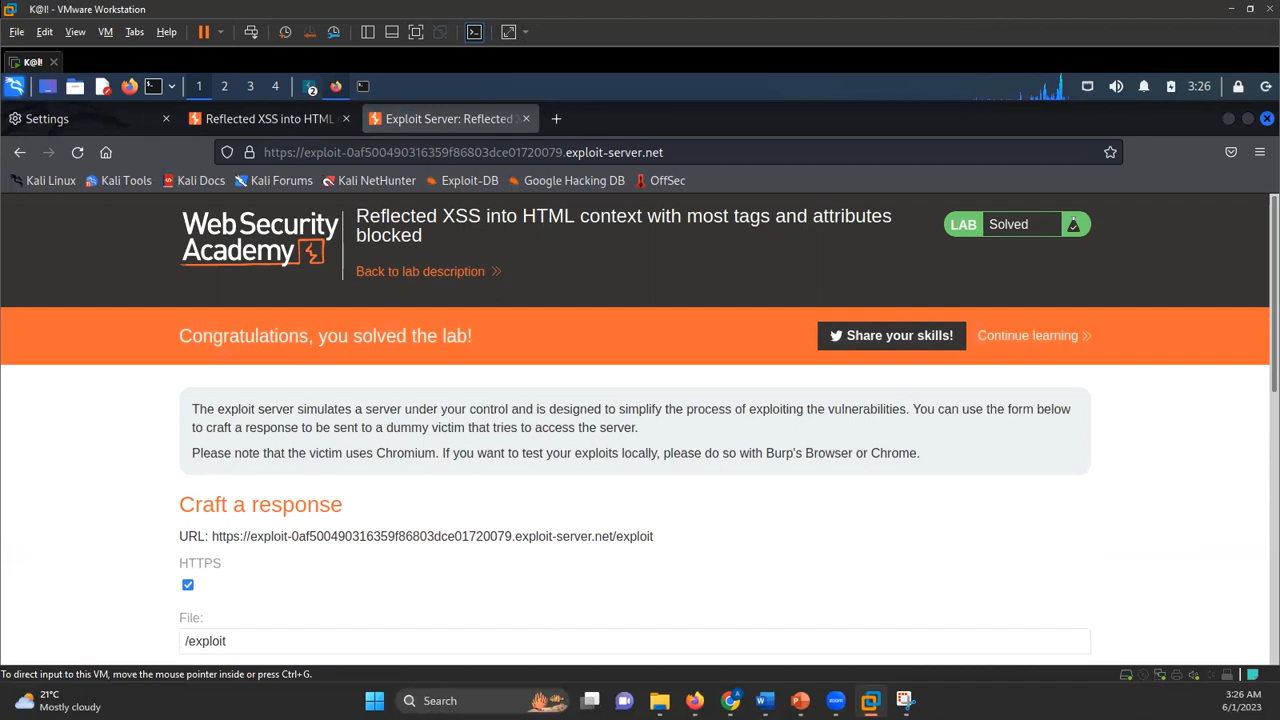 K@l! - VMware Workstation
File Edit View VM Tabs Help
K@l!
1 2 3 4 2 3:26
Settings Reflected XSS into HTML Exploit Server: Reflected
https://exploit-0af500490316359f86803dce01720079.exploit-server.net
Kali Linux Kali Tools Kali Docs Kali Forums Kali NetHunter Exploit-DB Google Hacking DB OffSec
WebSecurity
Academy
Reflected XSS into HTML context with most tags and attributes
blocked
LAB Solved
Back to lab description
Congratulations, you solved the lab!
Share your skills! Continue learning
The exploit server simulates a server under your control and is designed to simplify the process of exploiting the vulnerabilities. You can use the form below
to craft a response to be sent to a dummy victim that tries to access the server.
Please note that the victim uses Chromium. If you want to test your exploits locally, please do so with Burp's Browser or Chrome.
Craft a response
URL: https://exploit-0af500490316359f86803dce01720079.exploit-server.net/exploit
HTTPS
File:
/exploit
To direct input to this VM, move the mouse pointer inside or press Ctrl+G.
21°C
Mostly cloudy
Search
3:26 AM
6/1/2023